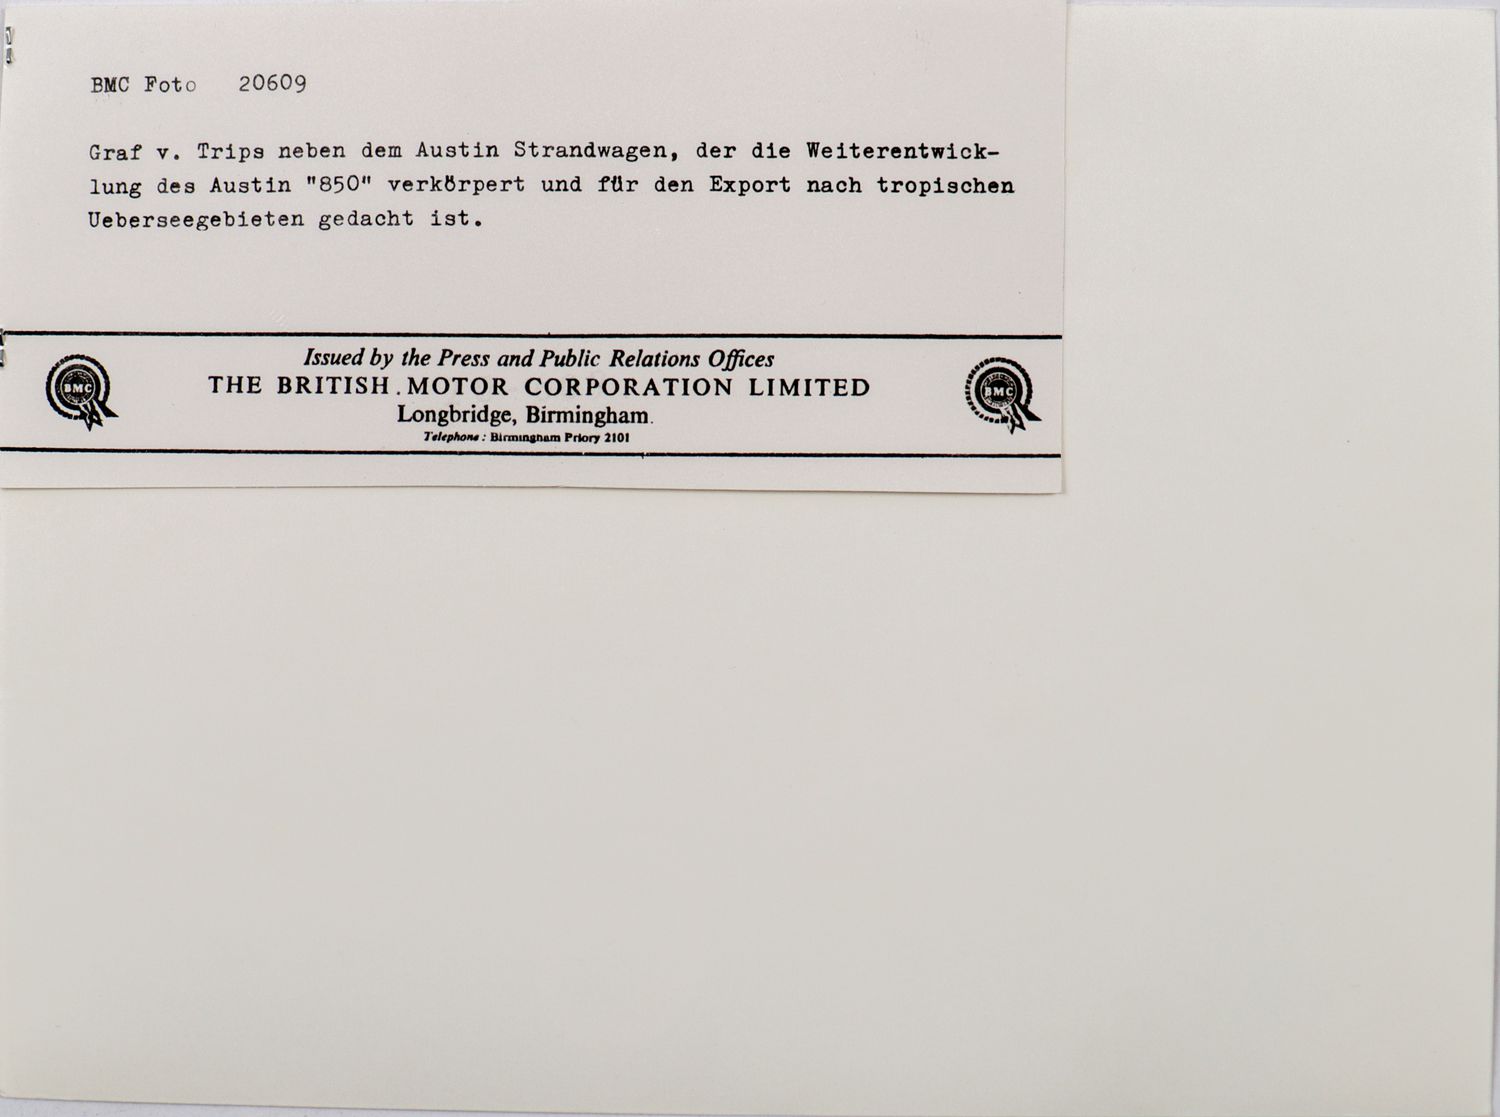 BMC Foto 20609
Graf v. Trips neben dem Austin Strandwagen, der die Weiterentwick-
lung des Austin "850" verkörpert und für den Export nach tropischen
Ueberseegebieten gedacht ist.
Issued by the Press and Public Relations Offices
BMC THE BRITISH MOTOR CORPORATION LIMITED BMC
Longbridge, Birmingham.
Telephone: Birmingham Priory 2101